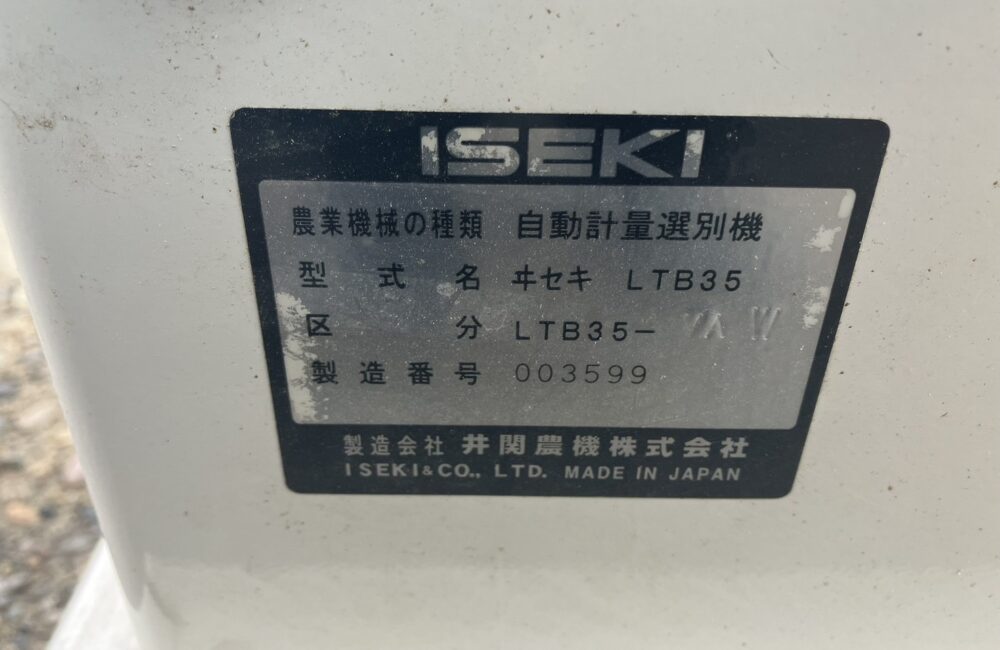 ISEKI
農業機械の種類 自動計量選別機
型式名 ヰセキ LTB35
区分 LTB35-
製造番号 003599
製造会社 井関農機株式会社
ISEKI&CO., LTD. MADE IN JAPAN